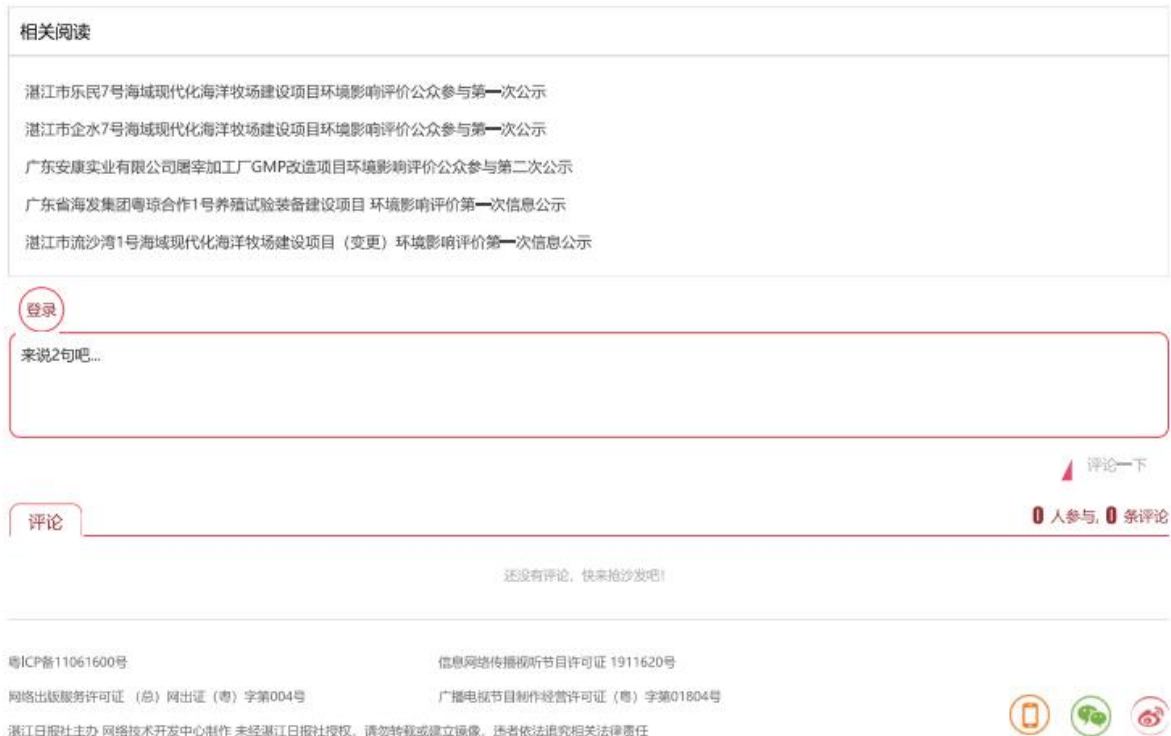 相关阅读
湛江市乐民7号海域现代化海洋牧场建设项目环境影响评价公众参与第一次公示
湛江市企水7号海域现代化海洋牧场建设项目环境影响评价公众参与第一次公示
广东安康实业有限公司屠宰加工厂GMP改造项目环境影响评价公众参与第二次公示
广东省海发集团粤琼合作1号养殖试验装备建设项目 环境影响评价第一次信息公示
湛江市流沙湾1号海域现代化海洋牧场建设项目（变更）环境影响评价第一次信息公示
登录
来说2句吧...
评论一下
评论
0 人参与, 0 条评论
还没有评论，快来抢沙发吧！
粤ICP备11061600号
信息网络传播视听节目许可证 1911620号
网络出版服务许可证 （总）网出证（粤）字第004号
广播电视节目制作经营许可证（粤）字第01804号
湛江日报社主办 网络技术开发中心制作 未经湛江日报社授权，请勿转载或建立镜像，违者依法追究相关法律责任